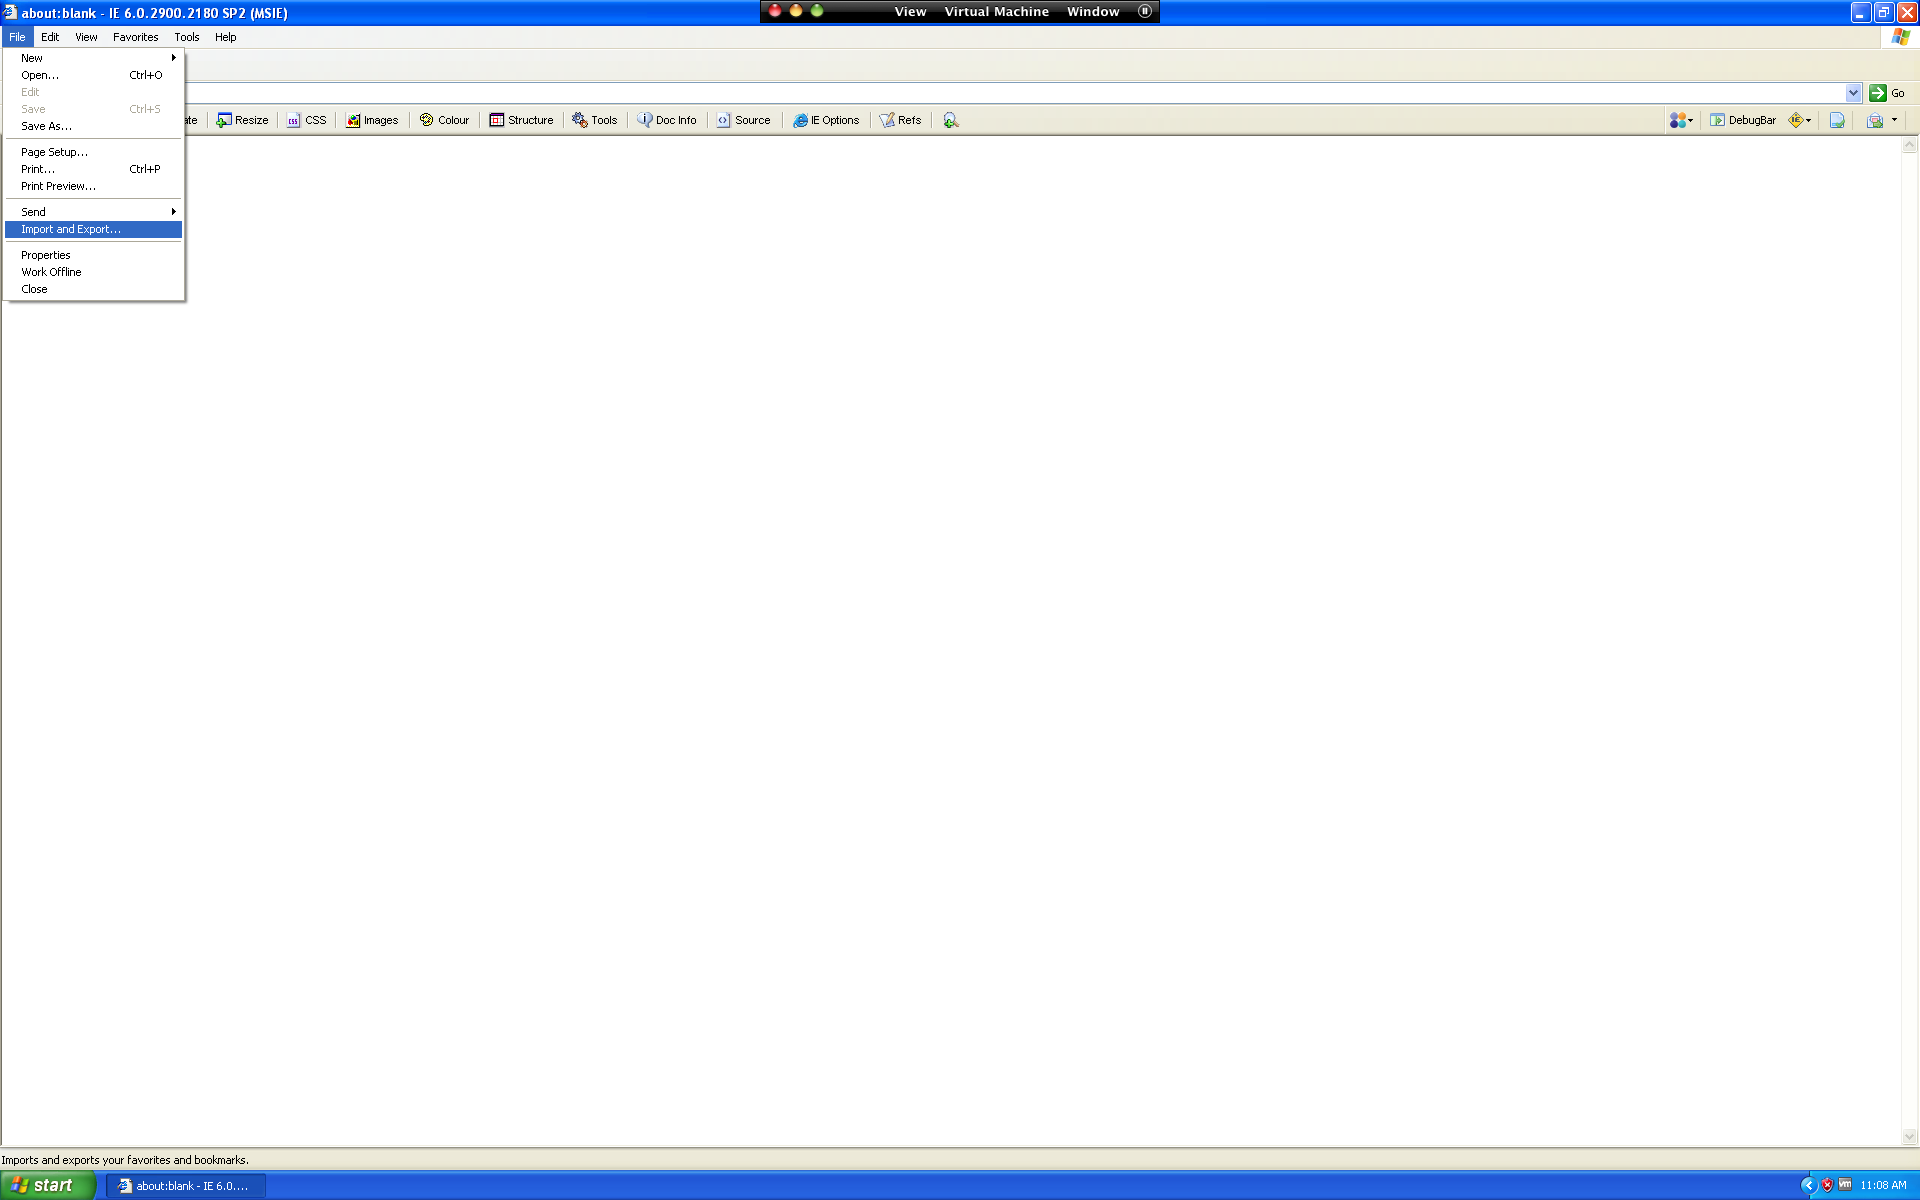 about:blank - IE 6.0.2900.2180 SP2 (MSIE)
View Virtual Machine Window
File Edit View Favorites Tools Help
New
Open... Ctrl+O
Edit
Save Ctrl+S
Save As...
Page Setup...
Print... Ctrl+P
Print Preview...
Send
Import and Export...
Properties
Work Offline
Close
Go
ate Resize CSS Images Colour Structure Tools Doc Info Source IE Options Refs DebugBar
Imports and exports your favorites and bookmarks.
start about:blank - IE 6.0.... 11:08 AM